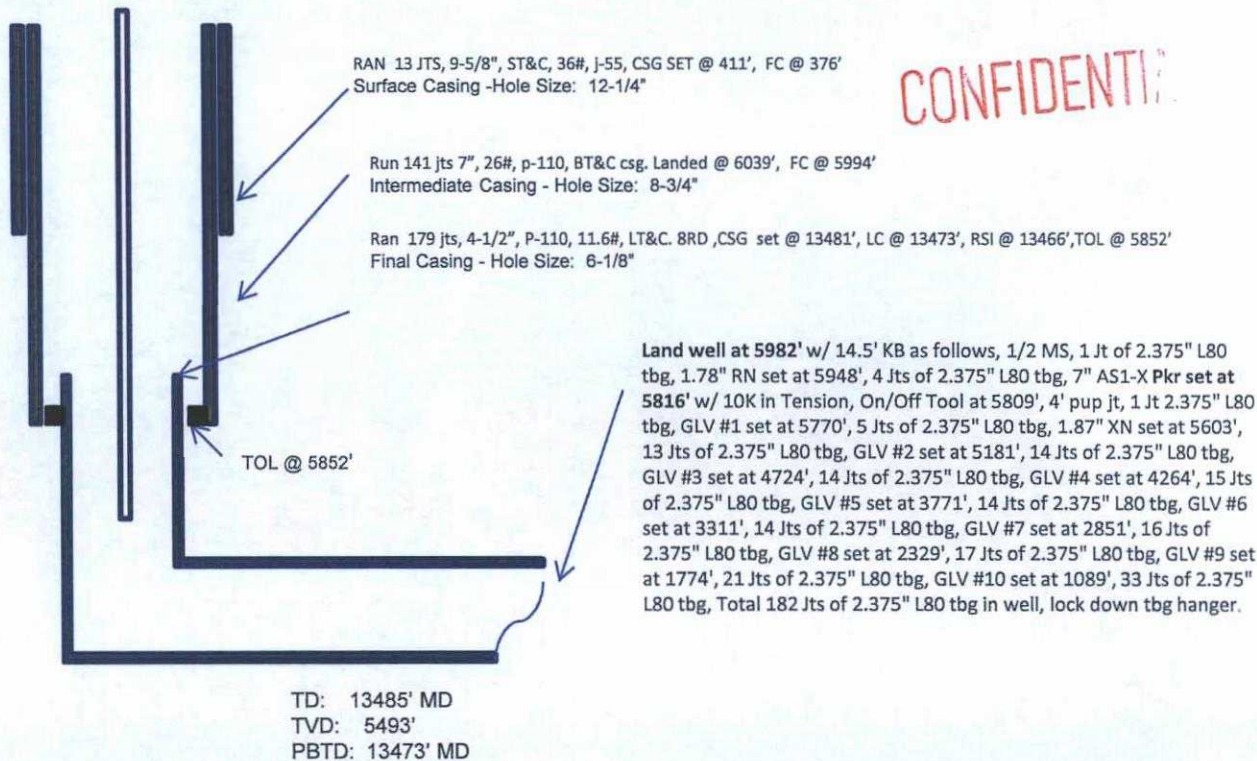 RAN 13 JTS, 9-5/8", ST&C, 36#, j-55, CSG SET @ 411', FC @ 376'
Surface Casing -Hole Size: 12-1/4"
CONFIDENTI
Run 141 jts 7", 26#, p-110, BT&C csg. Landed @ 6039', FC @ 5994'
Intermediate Casing - Hole Size: 8-3/4"
Ran 179 jts, 4-1/2", P-110, 11.6#, LT&C. 8RD ,CSG set @ 13481', LC @ 13473', RSI @ 13466',TOL @ 5852'
Final Casing - Hole Size: 6-1/8"
Land well at 5982' w/ 14.5' KB as follows, 1/2 MS, 1 Jt of 2.375" L80
tbg, 1.78" RN set at 5948', 4 Jts of 2.375" L80 tbg, 7" AS1-X Pkr set at
5816' w/ 10K in Tension, On/Off Tool at 5809', 4' pup jt, 1 Jt 2.375" L80
tbg, GLV #1 set at 5770', 5 Jts of 2.375" L80 tbg, 1.87" XN set at 5603',
13 Jts of 2.375" L80 tbg, GLV #2 set at 5181', 14 Jts of 2.375" L80 tbg,
GLV #3 set at 4724', 14 Jts of 2.375" L80 tbg, GLV #4 set at 4264', 15 Jts
of 2.375" L80 tbg, GLV #5 set at 3771', 14 Jts of 2.375" L80 tbg, GLV #6
set at 3311', 14 Jts of 2.375" L80 tbg, GLV #7 set at 2851', 16 Jts of
2.375" L80 tbg, GLV #8 set at 2329', 17 Jts of 2.375" L80 tbg, GLV #9 set
at 1774', 21 Jts of 2.375" L80 tbg, GLV #10 set at 1089', 33 Jts of 2.375"
L80 tbg, Total 182 Jts of 2.375" L80 tbg in well, lock down tbg hanger.
TOL @ 5852'
TD: 13485' MD
TVD: 5493'
PBTD: 13473' MD